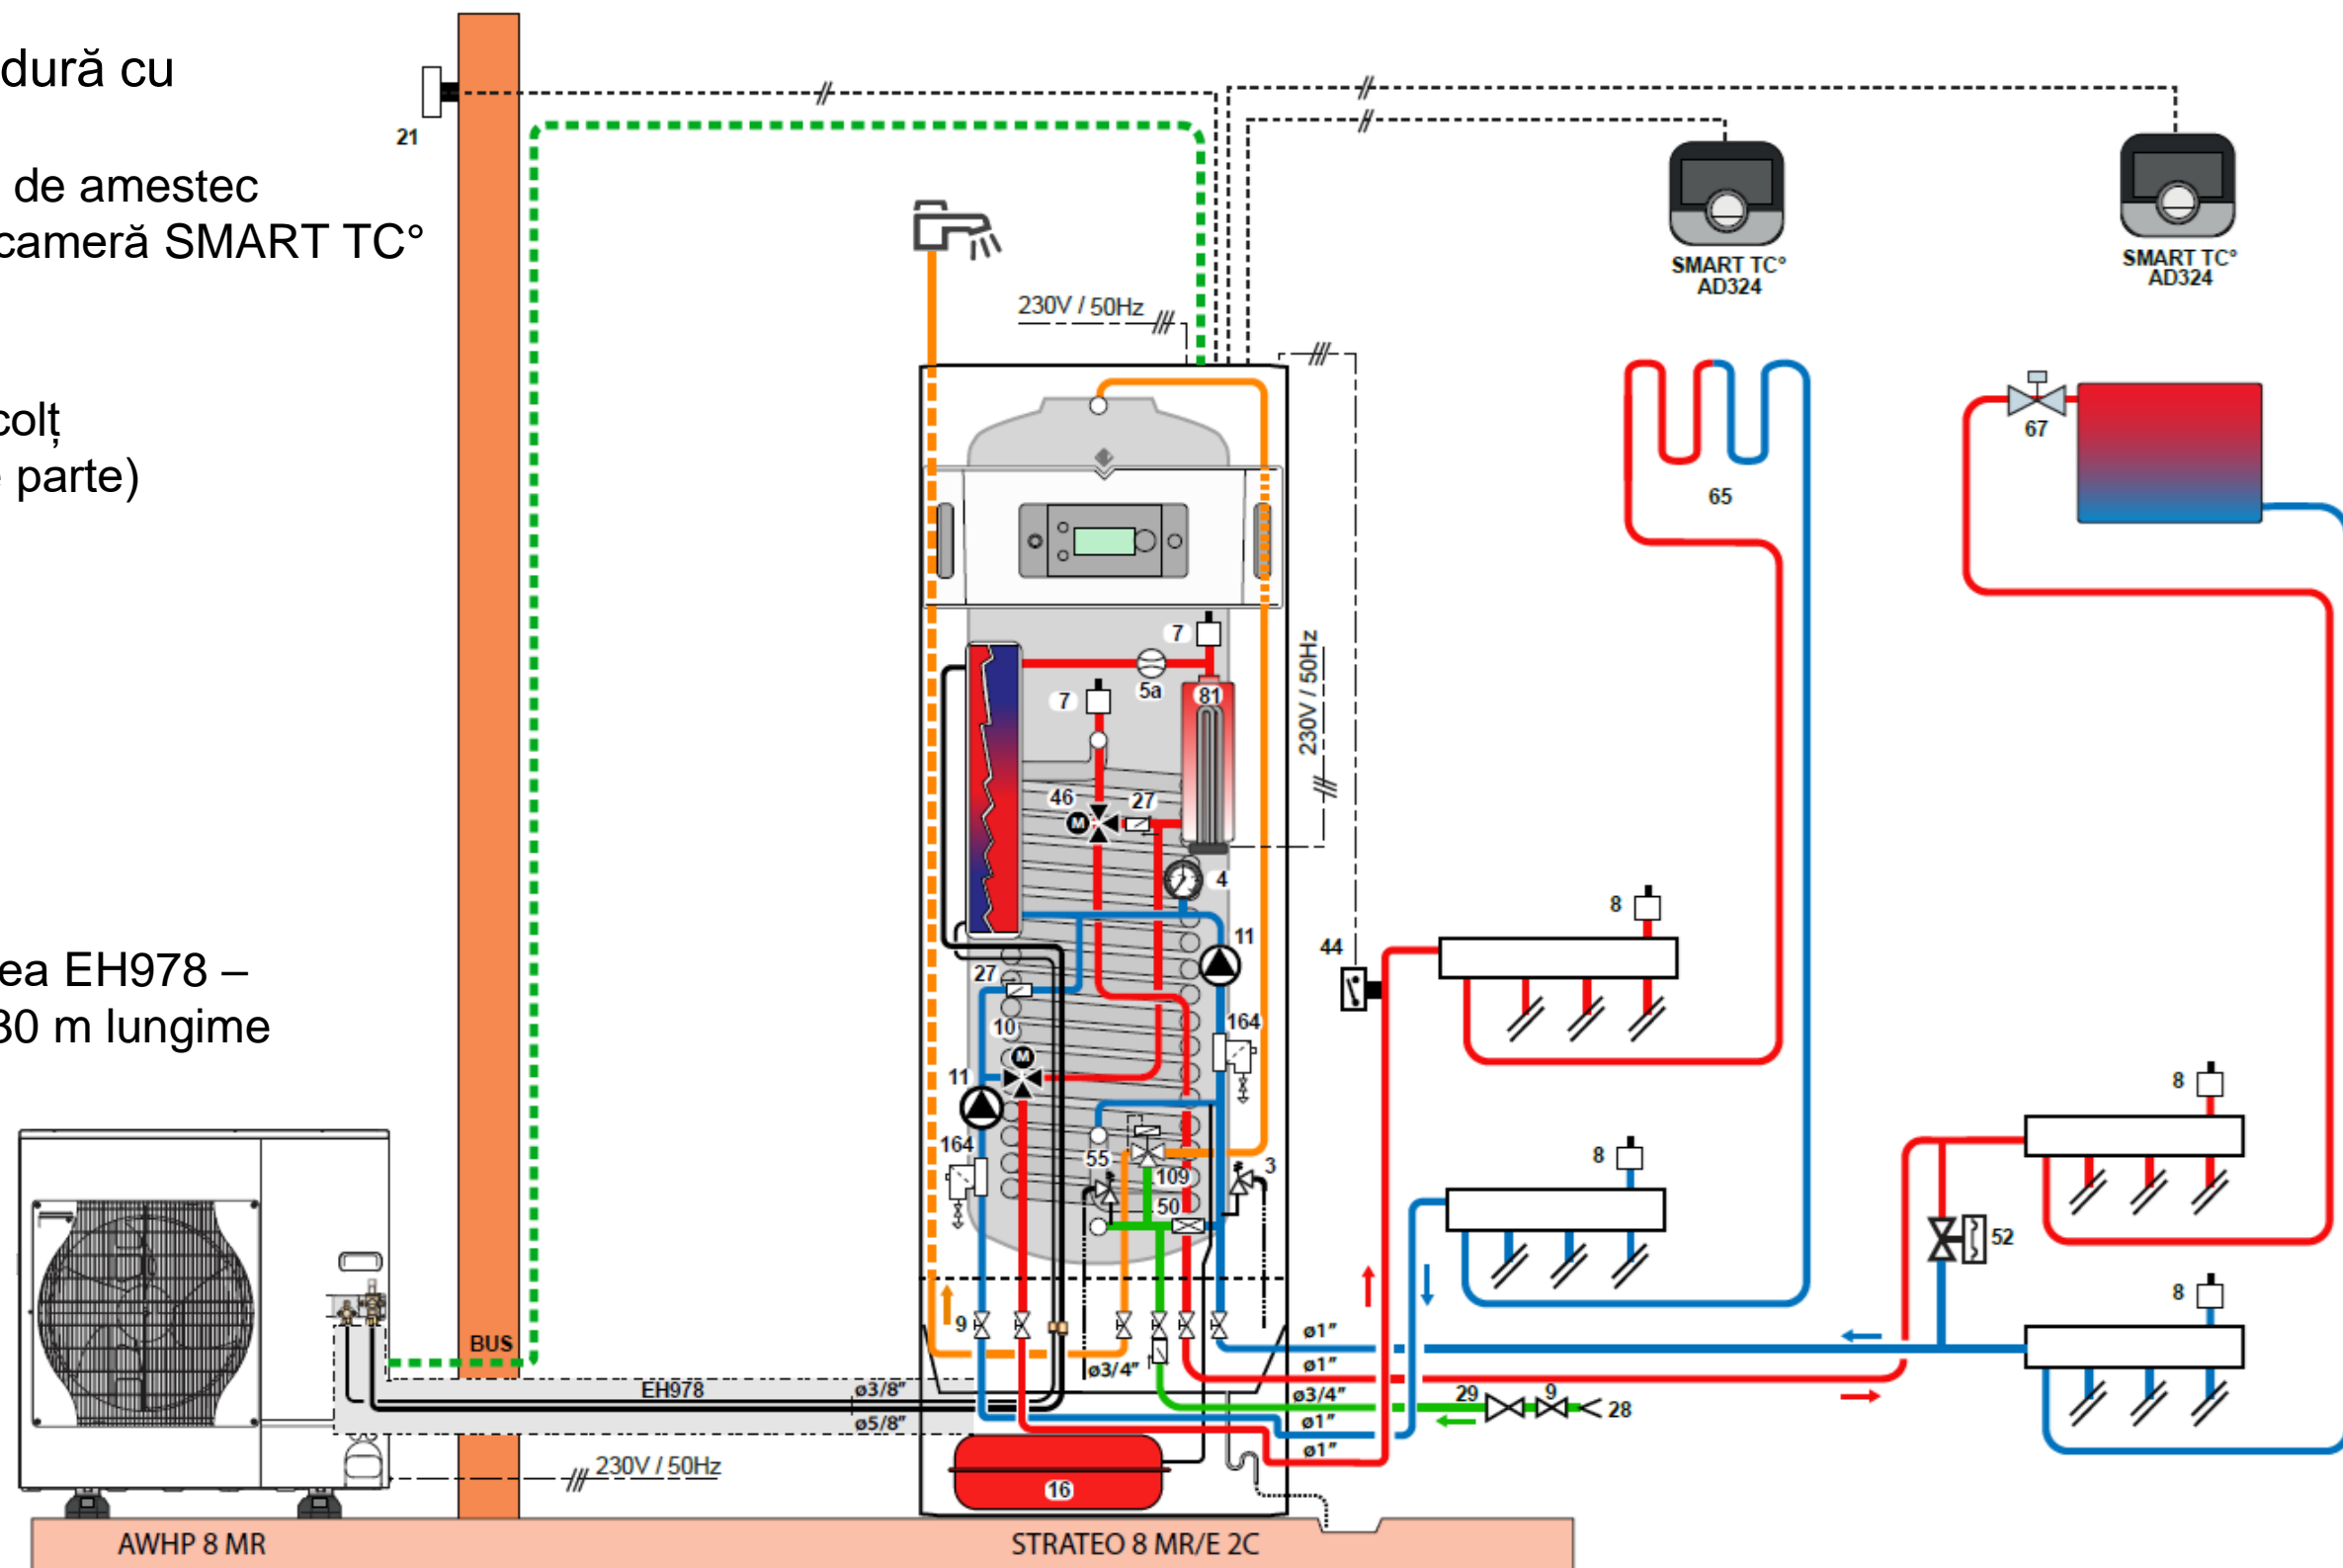 dură cu
de amestec
cameră SMART TC°
colț
parte)
ea EH978 –
30 m lungime
21
SMART TC°
AD324
SMART TC°
AD324
230V / 50Hz
67
65
7
5a
81
7
230V / 50Hz
46
27
M
4
8
11
44
27
10
164
M
11
8
164
55
109
3
8
50
52
8
9
BUS
ø1"
ø1"
ø3/4"
EH978
ø3/8"
ø3/4"
29
9
28
ø5/8"
ø1"
ø1"
230V / 50Hz
16
AWHP 8 MR
STRATEO 8 MR/E 2C